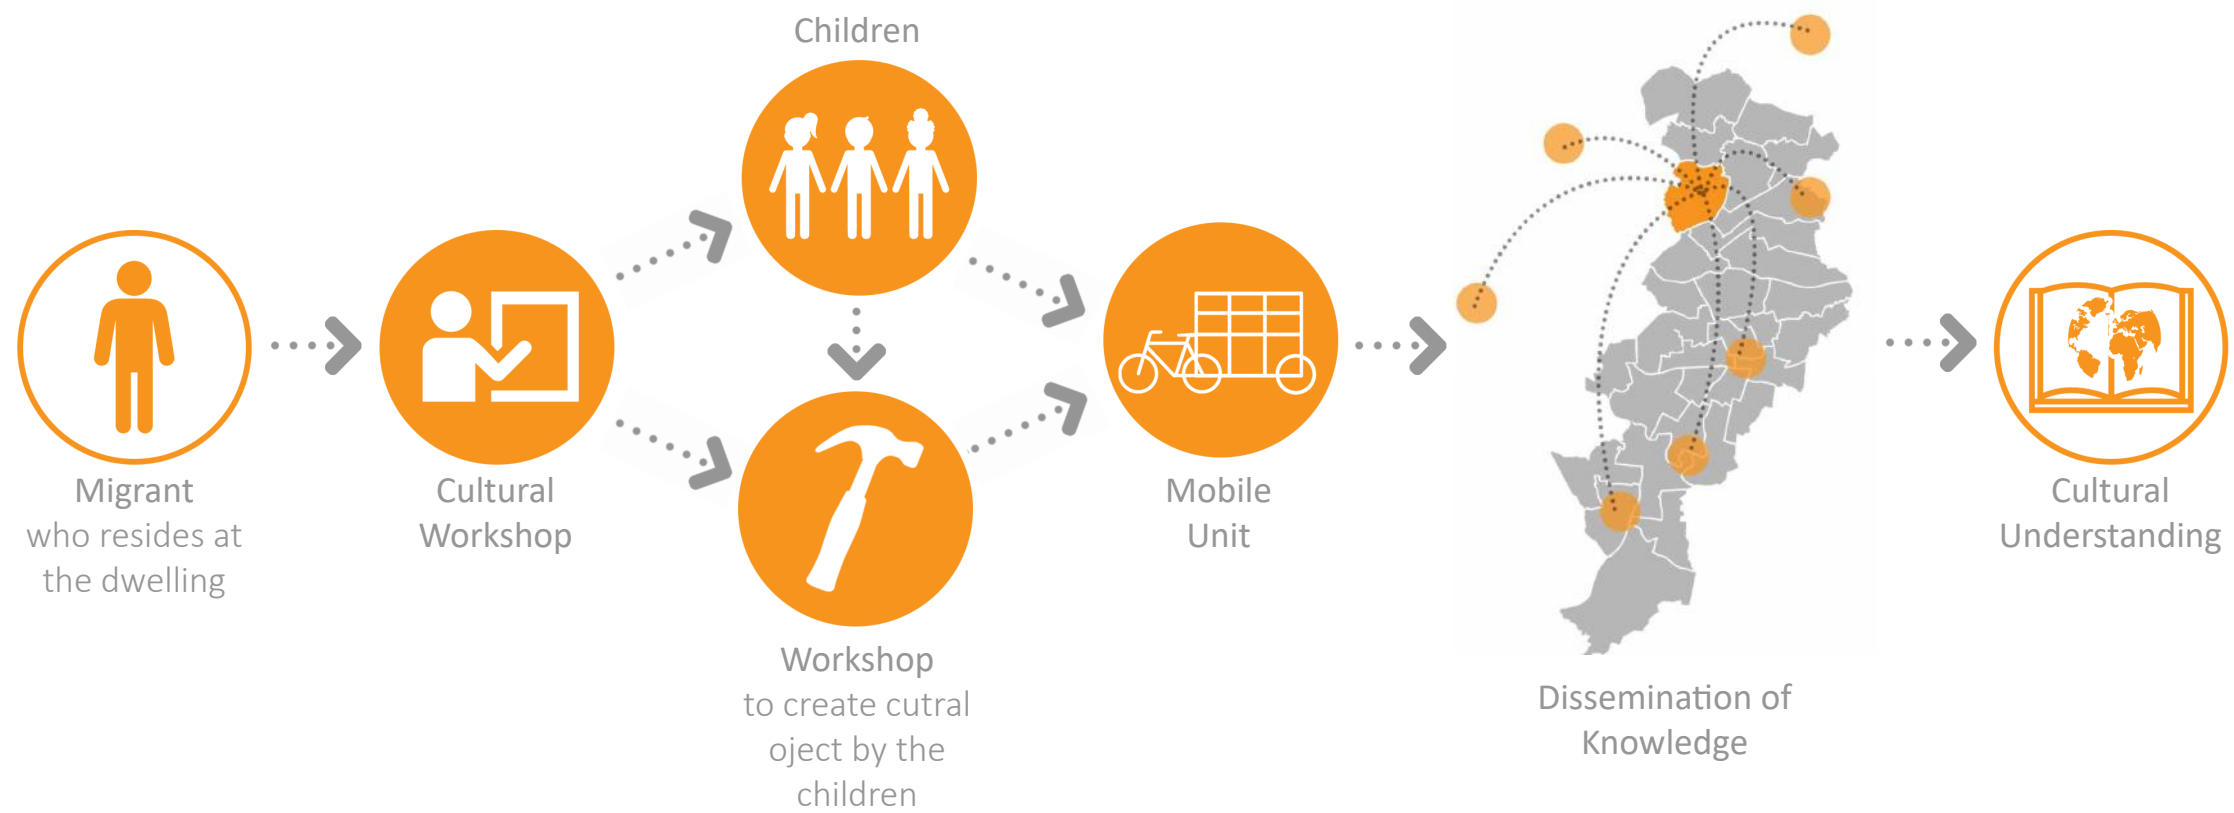 Children
Migrant
who resides at
the dwelling
Cultural
Workshop
Workshop
to create cutral
oject by the
children
Mobile
Unit
Dissemination of
Knowledge
Cultural
Understanding